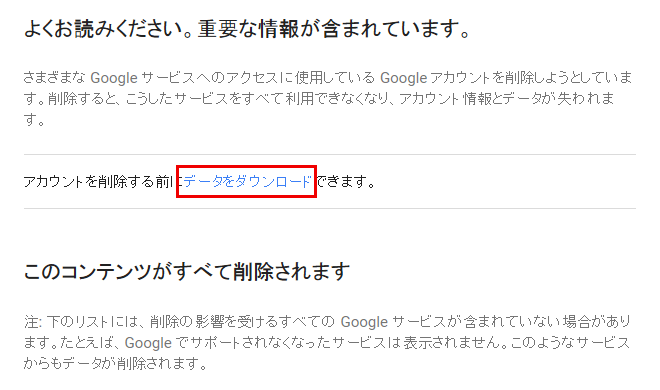 よくお読みください。重要な情報が含まれています。
さまざまな Google サービスへのアクセスに使用している Google アカウントを削除しようとしていま
す。削除すると、こうしたサービスをすべて利用できなくなり、アカウント情報とデータが失われま
す。
アカウントを削除する前にデータをダウンロードできます。
このコンテンツがすべて削除されます
注: 下のリストには、削除の影響を受けるすべての Google サービスが含まれていない場合があり
ます。たとえば、Google でサポートされなくなったサービスは表示されません。このようなサービス
からもデータが削除されます。